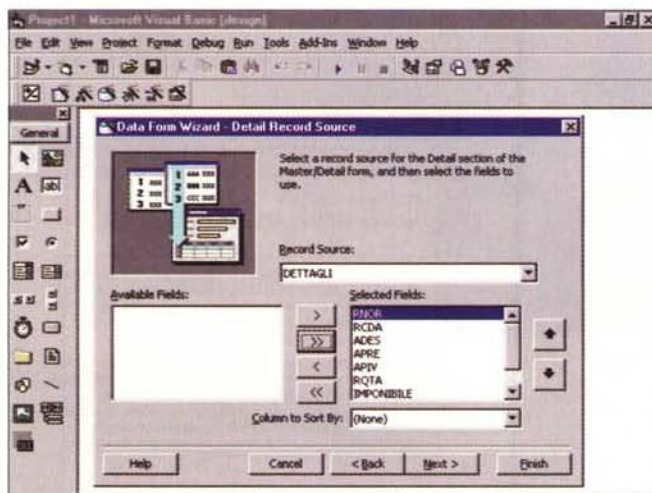 Project1 - Microsoft Visual Basic [design]
File Edit View Project Format Debug Run Tools Add-Ins Window Help
General
A ab|
Data Form Wizard - Detail Record Source
Select a record source for the Detail section of the
Master/Detail form, and then select the fields to
use.
Record Source:
DETTAGLI
Available Fields:
Selected Fields:
>
>>
<
<<
RNOR
RCDA
ADES
APRE
APIV
RQTA
IMPONIBILE
Column to Sort By: (None)
Help Cancel < Back Next > Finish